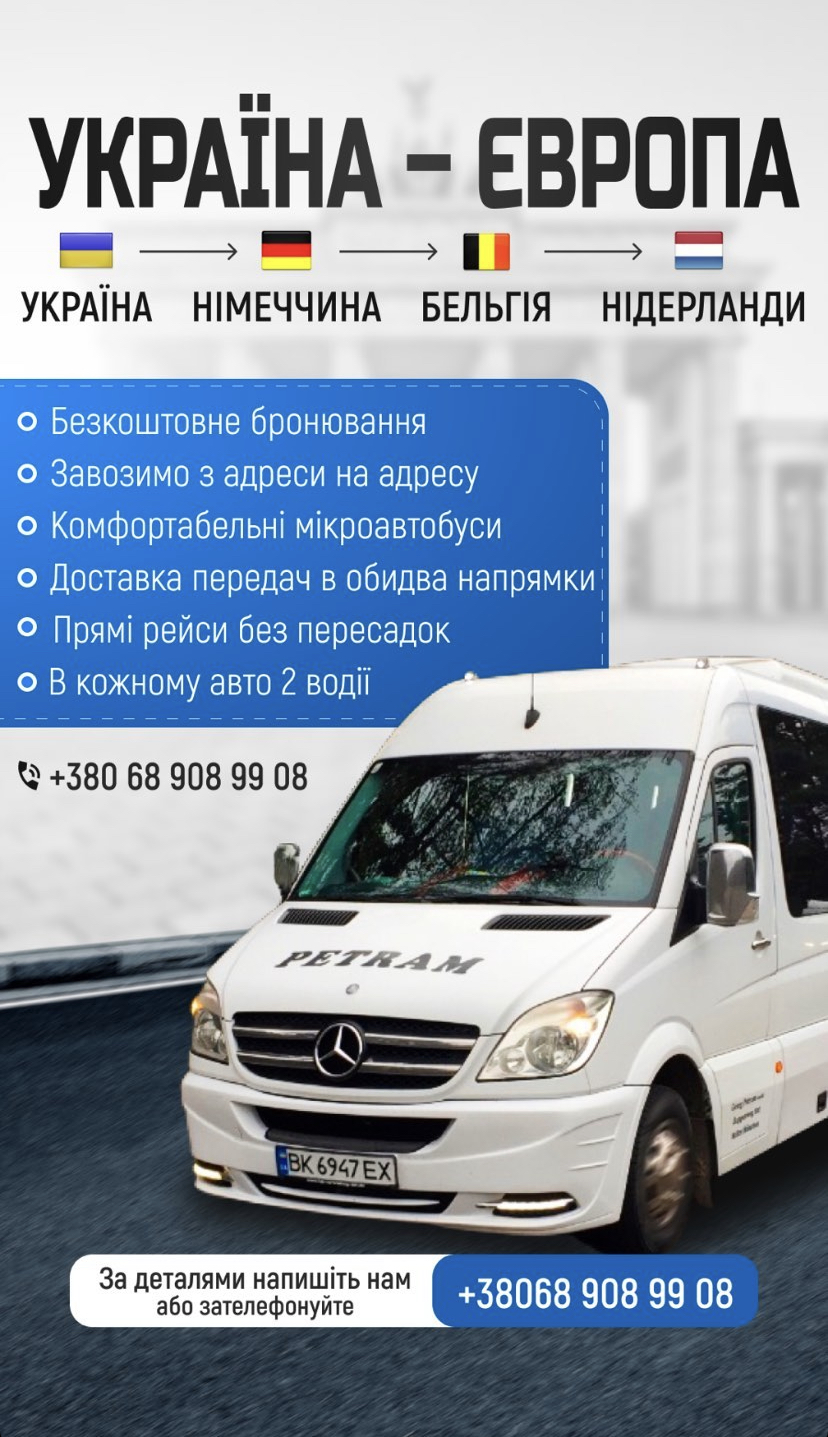 УКРАЇНА – ЄВРОПА
УКРАЇНА НІМЕЧЧИНА БЕЛЬГІЯ НІДЕРЛАНДИ
Безкоштовне бронювання
Завозимо з адреси на адресу
Комфортабельні мікроавтобуси
Доставка передач в обидва напрямки
Прямі рейси без пересадок
В кожному авто 2 водії
+380 68 908 99 08
PETRAM
BK 6947 EX
За деталями напишіть нам
або зателефонуйте
+38068 908 99 08